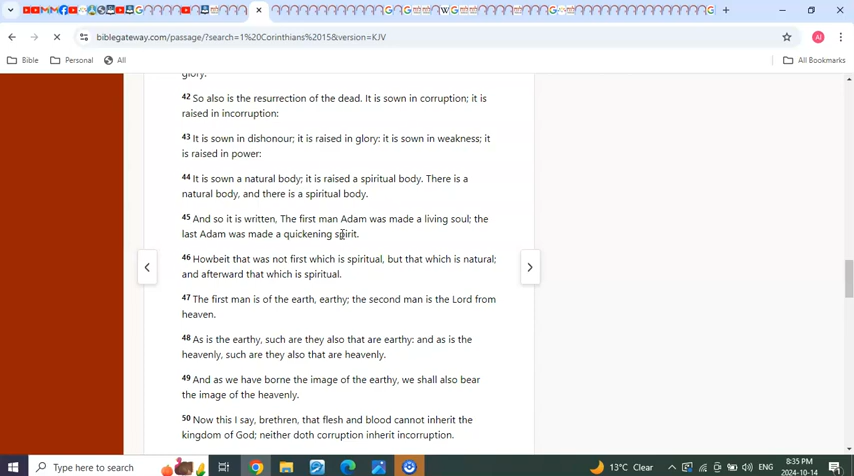 biblegateway.com/passage/?search=1%20Corinthians%2015&version=KJV
Bible Personal All All Bookmarks
glory.
42 So also is the resurrection of the dead. It is sown in corruption; it is
raised in incorruption:
43 It is sown in dishonour; it is raised in glory: it is sown in weakness; it
is raised in power:
44 It is sown a natural body; it is raised a spiritual body. There is a
natural body, and there is a spiritual body.
45 And so it is written, The first man Adam was made a living soul; the
last Adam was made a quickening spirit.
46 Howbeit that was not first which is spiritual, but that which is natural;
and afterward that which is spiritual.
47 The first man is of the earth, earthy; the second man is the Lord from
heaven.
48 As is the earthy, such are they also that are earthy: and as is the
heavenly, such are they also that are heavenly.
49 And as we have borne the image of the earthy, we shall also bear
the image of the heavenly.
50 Now this I say, brethren, that flesh and blood cannot inherit the
kingdom of God; neither doth corruption inherit incorruption.
Type here to search
13°C Clear
ENG
8:35 PM
2024-10-14